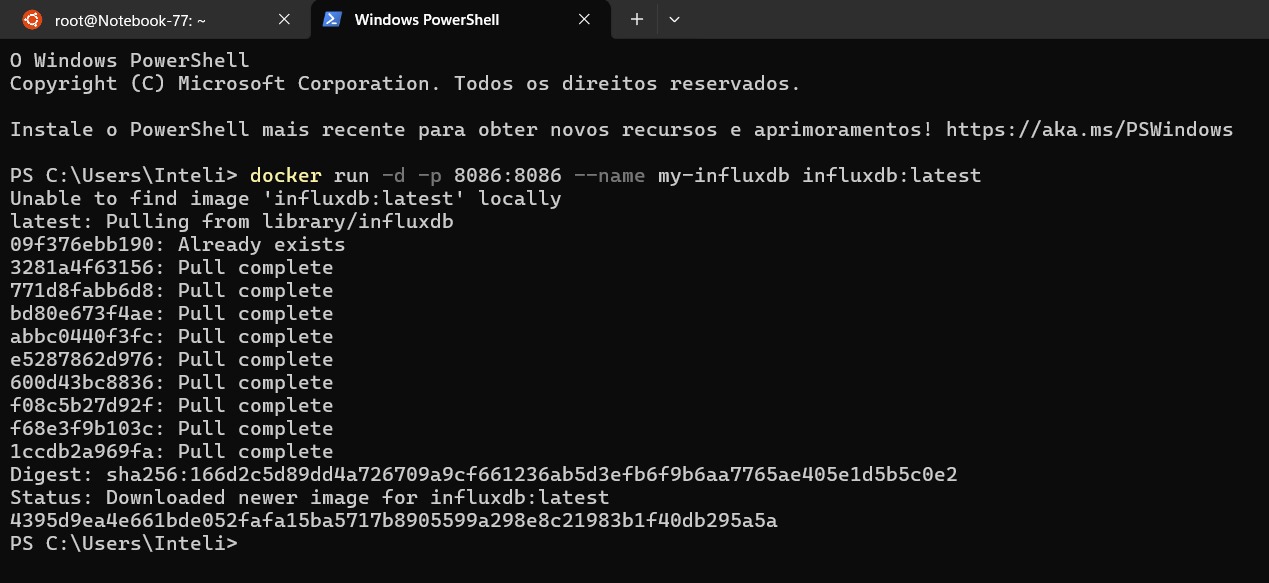 root@Notebook-77: ~
Windows PowerShell
O Windows PowerShell
Copyright (C) Microsoft Corporation. Todos os direitos reservados.
Instale o PowerShell mais recente para obter novos recursos e aprimoramentos! https://aka.ms/PSWindows
PS C:\Users\Inteli> docker run -d -p 8086:8086 --name my-influxdb influxdb:latest
Unable to find image 'influxdb:latest' locally
latest: Pulling from library/influxdb
09f376ebb190: Already exists
3281a4f63156: Pull complete
771d8fabb6d8: Pull complete
bd80e673f4ae: Pull complete
abbc0440f3fc: Pull complete
e5287862d976: Pull complete
600d43bc8836: Pull complete
f08c5b27d92f: Pull complete
f68e3f9b103c: Pull complete
1ccdb2a969fa: Pull complete
Digest: sha256:166d2c5d89dd4a726709a9cf661236ab5d3efb6f9b6aa7765ae405e1d5b5c0e2
Status: Downloaded newer image for influxdb:latest
4395d9ea4e661bde052fafa15ba5717b8905599a298e8c21983b1f40db295a5a
PS C:\Users\Inteli>